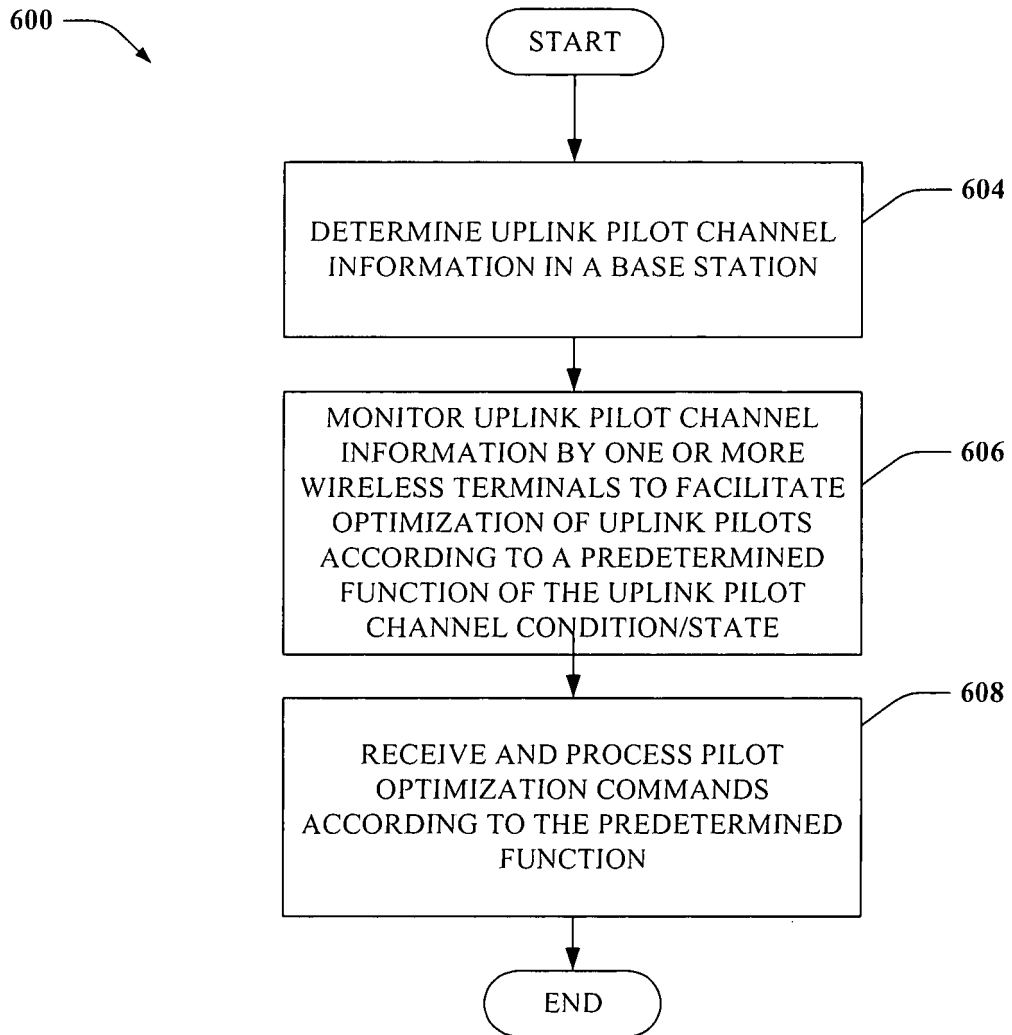 600
START
604
DETERMINE UPLINK PILOT CHANNEL
INFORMATION IN A BASE STATION
MONITOR UPLINK PILOT CHANNEL
INFORMATION BY ONE OR MORE
606
WIRELESS TERMINALS TO FACILITATE
OPTIMIZATION OF UPLINK PILOTS
ACCORDING TO A PREDETERMINED
FUNCTION OF THE UPLINK PILOT
CHANNEL CONDITION/STATE
608
RECEIVE AND PROCESS PILOT
OPTIMIZATION COMMANDS
ACCORDING TO THE PREDETERMINED
FUNCTION
END